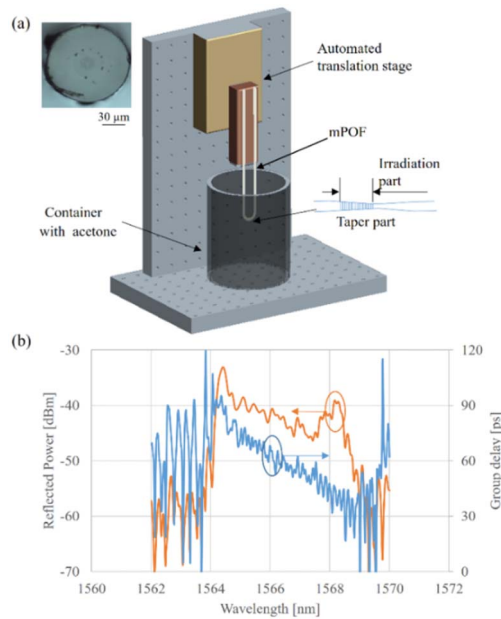 (a)
30 µm
Automated
translation stage
mPOF
Irradiation
part
Container
with acetone
Taper part
(b)
-30
-40
-50
-60
-70
Reflected Power [dBm]
120
90
60
30
0
Group delay [ps]
1560
1562
1564
1566
1568
1570
1572
Wavelength [nm]